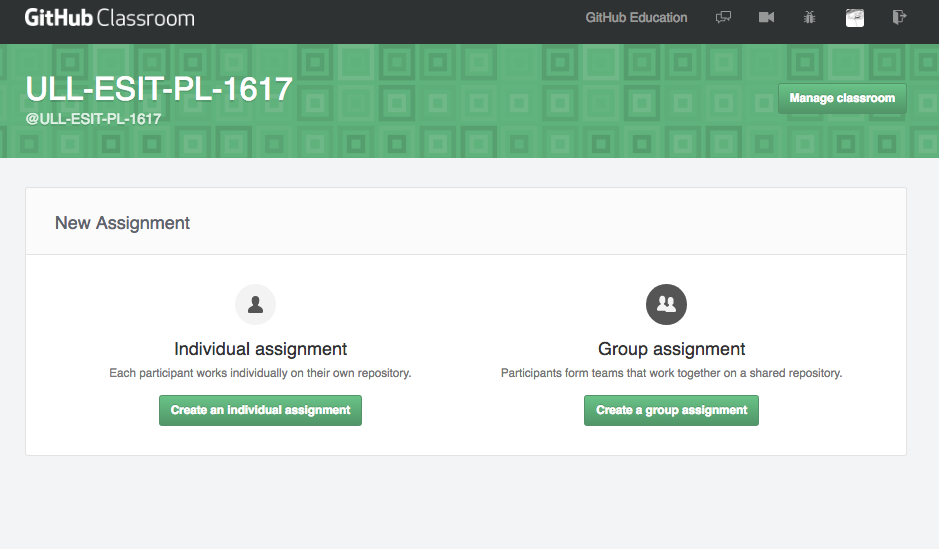 GitHub Classroom
GitHub Education
ULL-ESIT-PL-1617
@ULL-ESIT-PL-1617
Manage classroom
New Assignment
Individual assignment
Each participant works individually on their own repository.
Create an individual assignment
Group assignment
Participants form teams that work together on a shared repository.
Create a group assignment